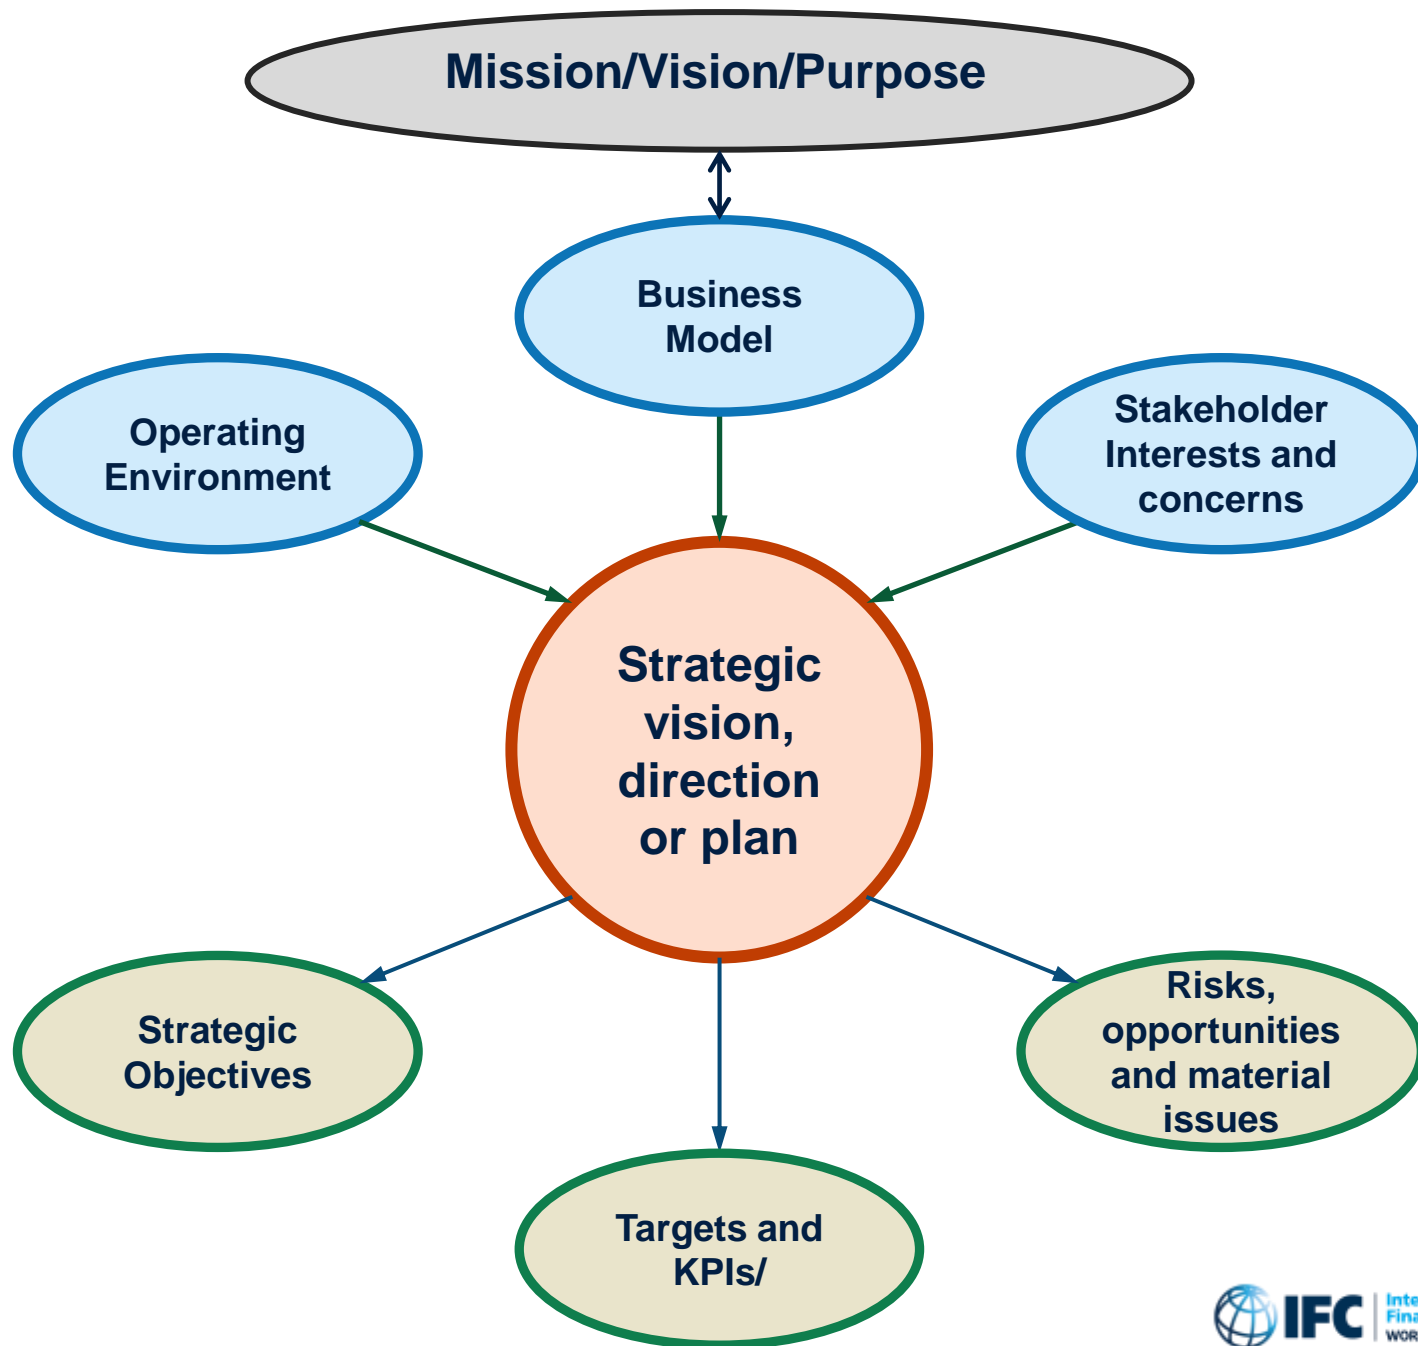 Mission/Vision/Purpose
Business
Model
Operating
Environment
Stakeholder
Interests and
concerns
Strategic
vision,
direction
or plan
Strategic
Objectives
Risks,
opportunities
and material
issues
Targets and
KPIs/
IFC